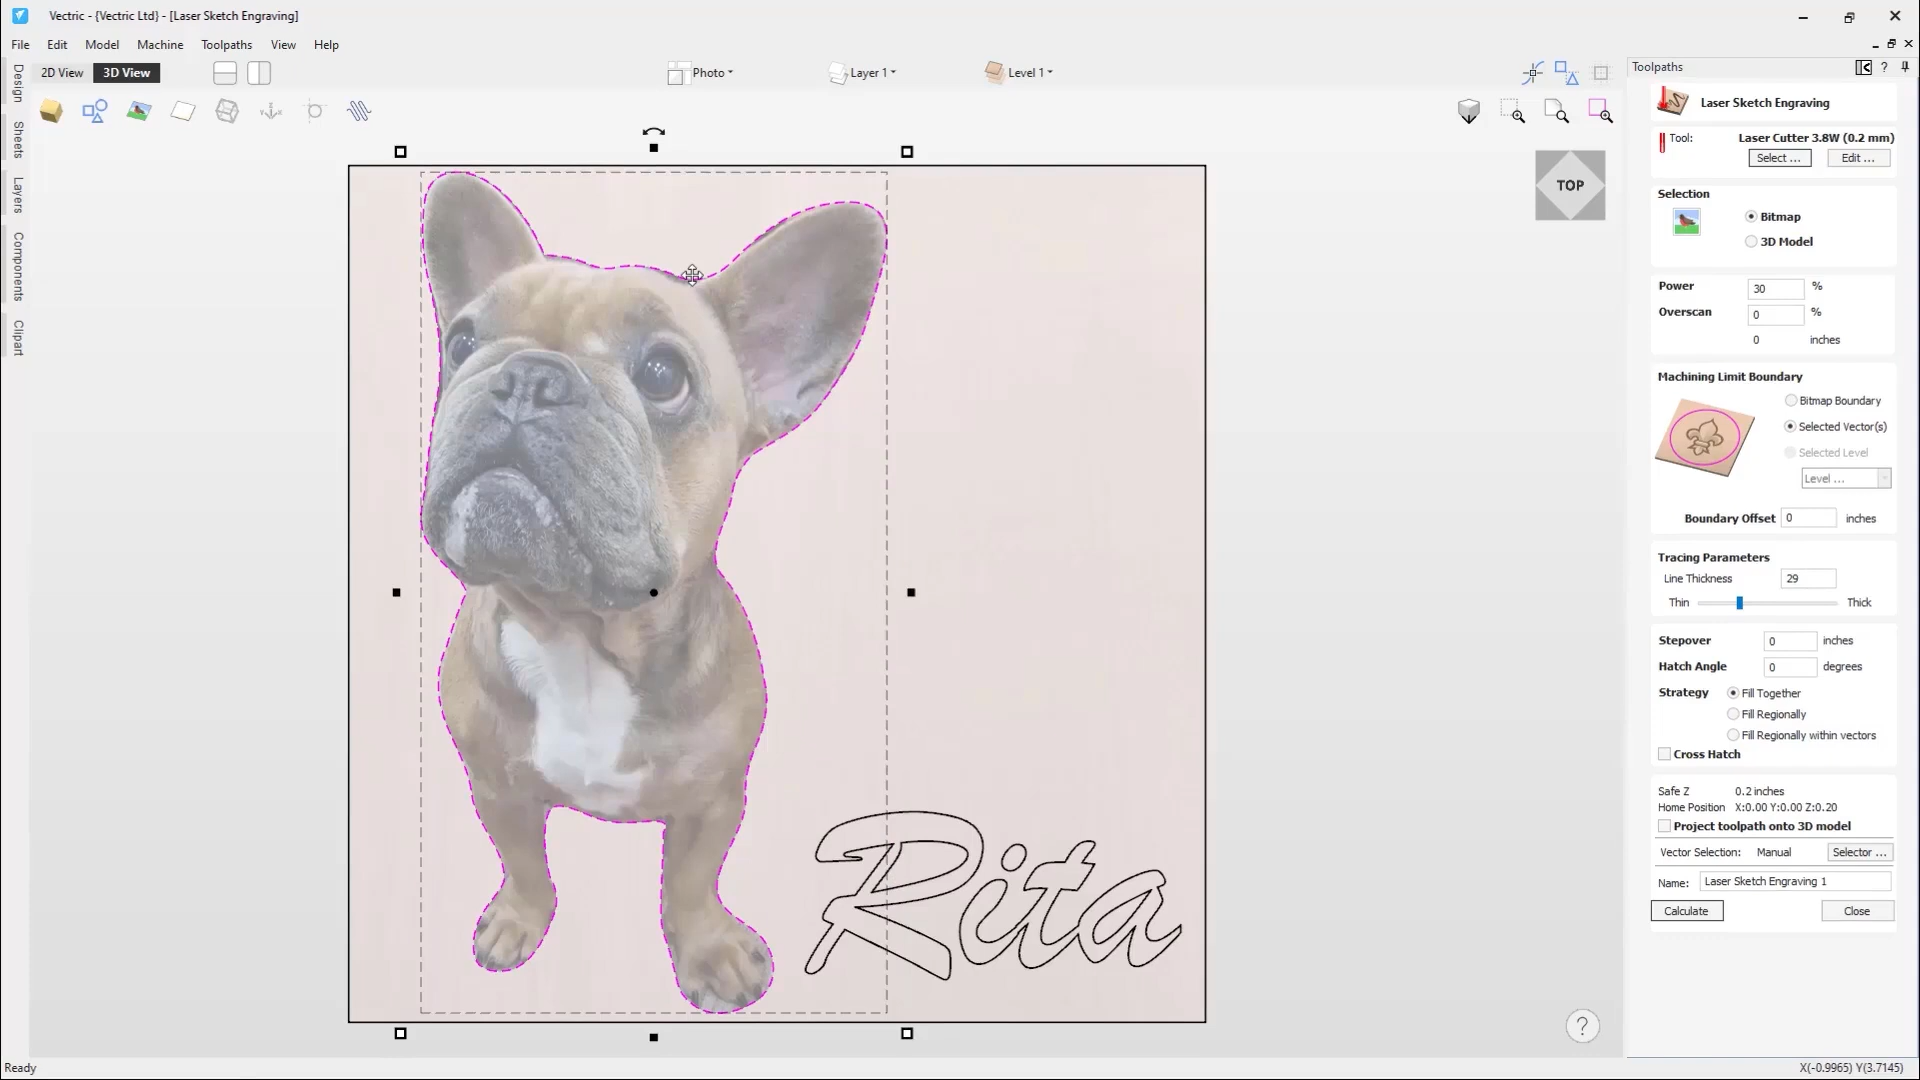 Vectric - {Vectric Ltd} - [Laser Sketch Engraving]
File Edit Model Machine Toolpaths View Help
2D View 3D View Photo Layer 1 Level 1
Design
Sheets
Layers
Components
Clipart
TOP
Rita
Toolpaths
?
Laser Sketch Engraving
Tool: Laser Cutter 3.8W (0.2 mm)
Select ... Edit ...
Selection
Bitmap
3D Model
Power 30 %
Overscan 0 %
0 inches
Machining Limit Boundary
Bitmap Boundary
Selected Vector(s)
Selected Level
Level ...
Boundary Offset 0 inches
Tracing Parameters
Line Thickness 29
Thin Thick
Stepover 0 inches
Hatch Angle 0 degrees
Strategy Fill Together
Fill Regionally
Fill Regionally within vectors
Cross Hatch
Safe Z 0.2 inches
Home Position X:0.00 Y:0.00 Z:0.20
Project toolpath onto 3D model
Vector Selection: Manual Selector ...
Name: Laser Sketch Engraving 1
Calculate Close
?
Ready X(-0.9965) Y(3.7145)